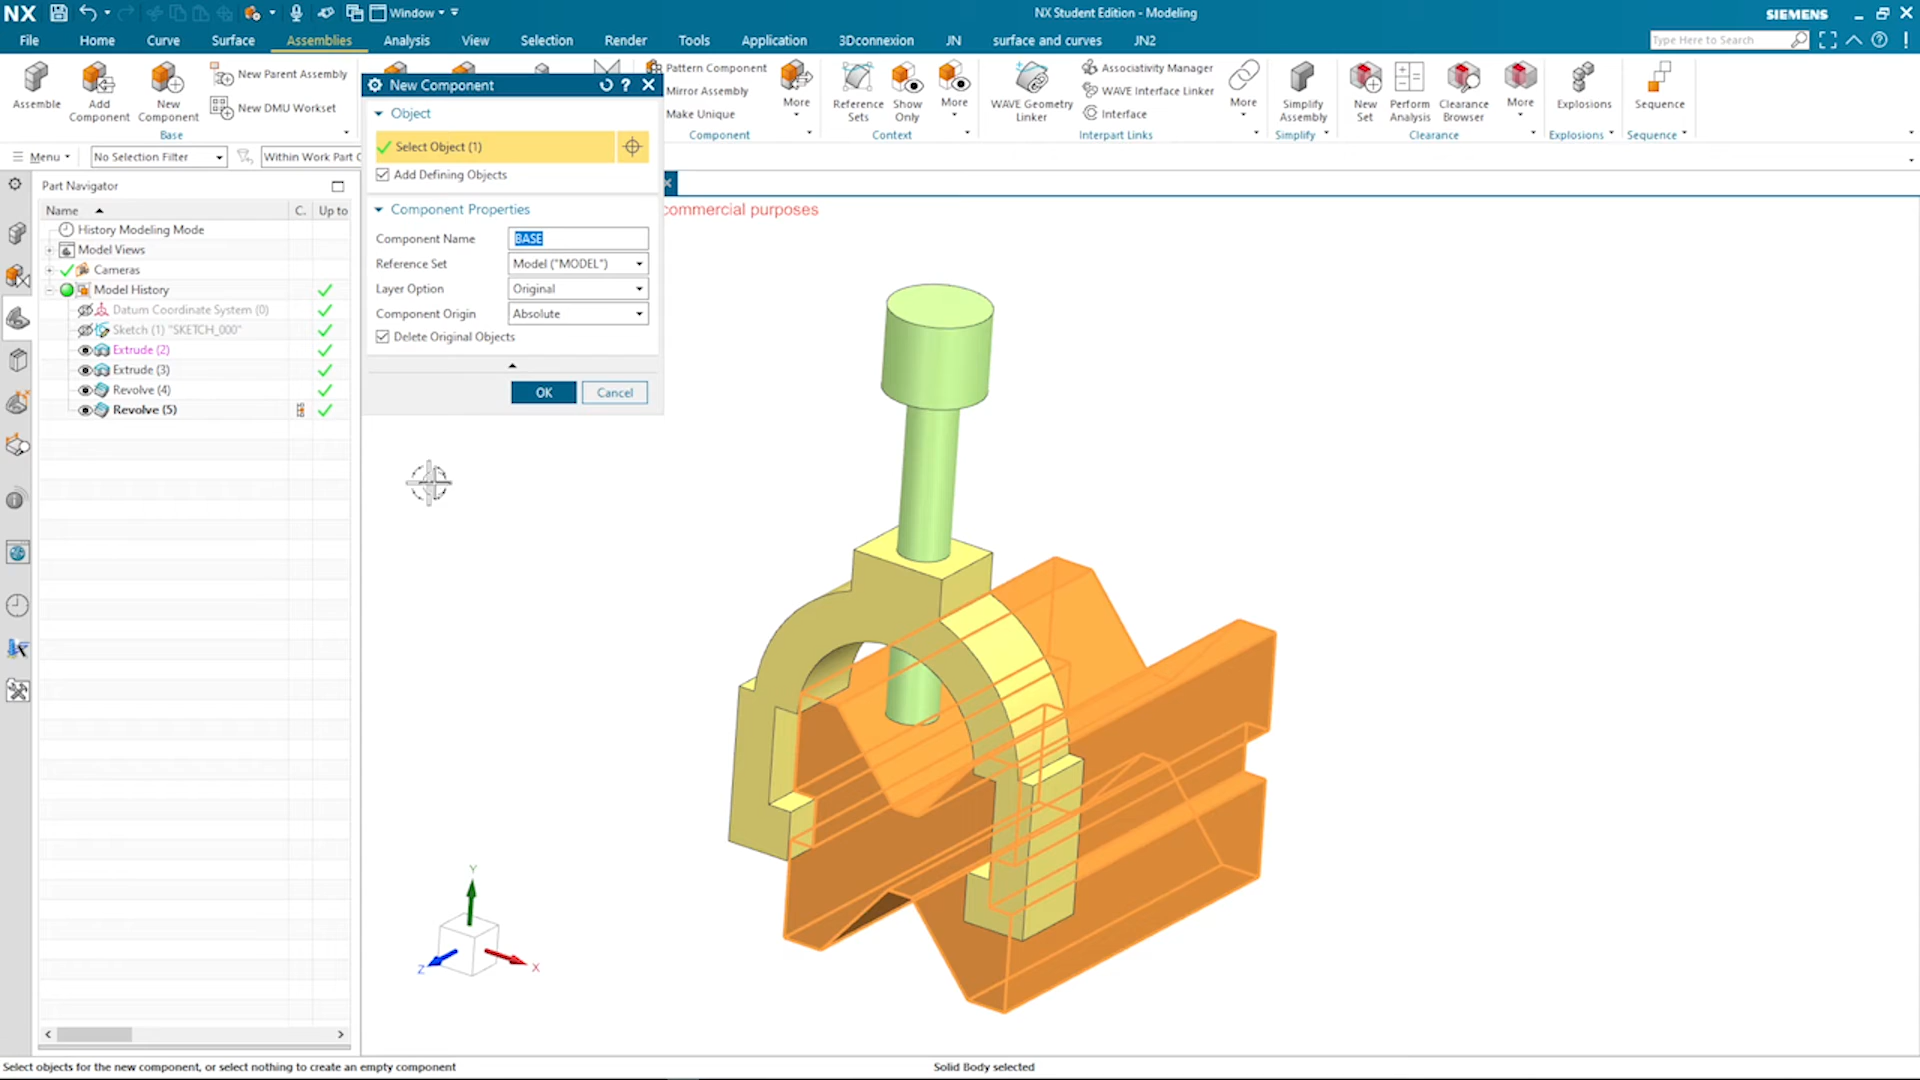 NX
Window
NX Student Edition - Modeling
SIEMENS
File
Home
Curve
Surface
Assemblies
Analysis
View
Selection
Render
Tools
Application
3Dconnexion
JN
surface and curves
JN2
Type Here to Search
Assemble
Add Component
New Component
New Parent Assembly
New DMU Workset
Base
Pattern Component
Mirror Assembly
Make Unique
More
Component
Reference Sets
Show Only
More
Context
WAVE Geometry Linker
Associativity Manager
WAVE Interface Linker
Interface
More
Interpart Links
Simplify Assembly
Simplify
New Set
Perform Analysis
Clearance Browser
More
Clearance
Explosions
Explosions
Sequence
Sequence
Menu
No Selection Filter
Within Work Part C
New Component
Object
Select Object (1)
Add Defining Objects
Component Properties
Component Name
BASE
Reference Set
Model ("MODEL")
Layer Option
Original
Component Origin
Absolute
Delete Original Objects
OK
Cancel
Part Navigator
Name
C.
Up to
History Modeling Mode
Model Views
Cameras
Model History
Datum Coordinate System (0)
Sketch (1) "SKETCH_000"
Extrude (2)
Extrude (3)
Revolve (4)
Revolve (5)
commercial purposes
Y
Z
X
Select objects for the new component, or select nothing to create an empty component
Solid Body selected